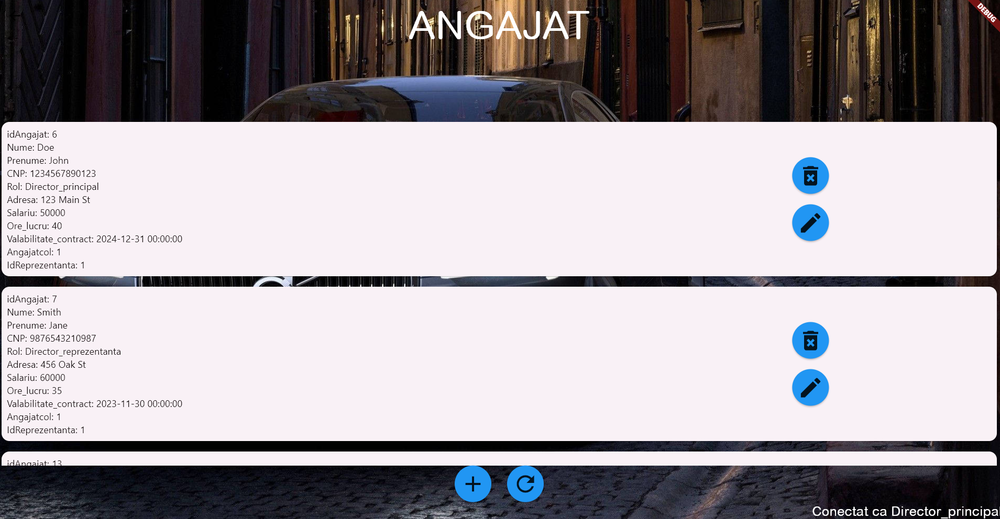 ANGAJAT
DEBUG
idAngajat: 6
Nume: Doe
Prenume: John
CNP: 1234567890123
Rol: Director_principal
Adresa: 123 Main St
Salariu: 50000
Ore_lucru: 40
Valabilitate_contract: 2024-12-31 00:00:00
Angajatcol: 1
IdReprezentanta: 1
idAngajat: 7
Nume: Smith
Prenume: Jane
CNP: 9876543210987
Rol: Director_reprezentanta
Adresa: 456 Oak St
Salariu: 60000
Ore_lucru: 35
Valabilitate_contract: 2023-11-30 00:00:00
Angajatcol: 1
IdReprezentanta: 1
idAngajat: 13
Conectat ca Director_principal